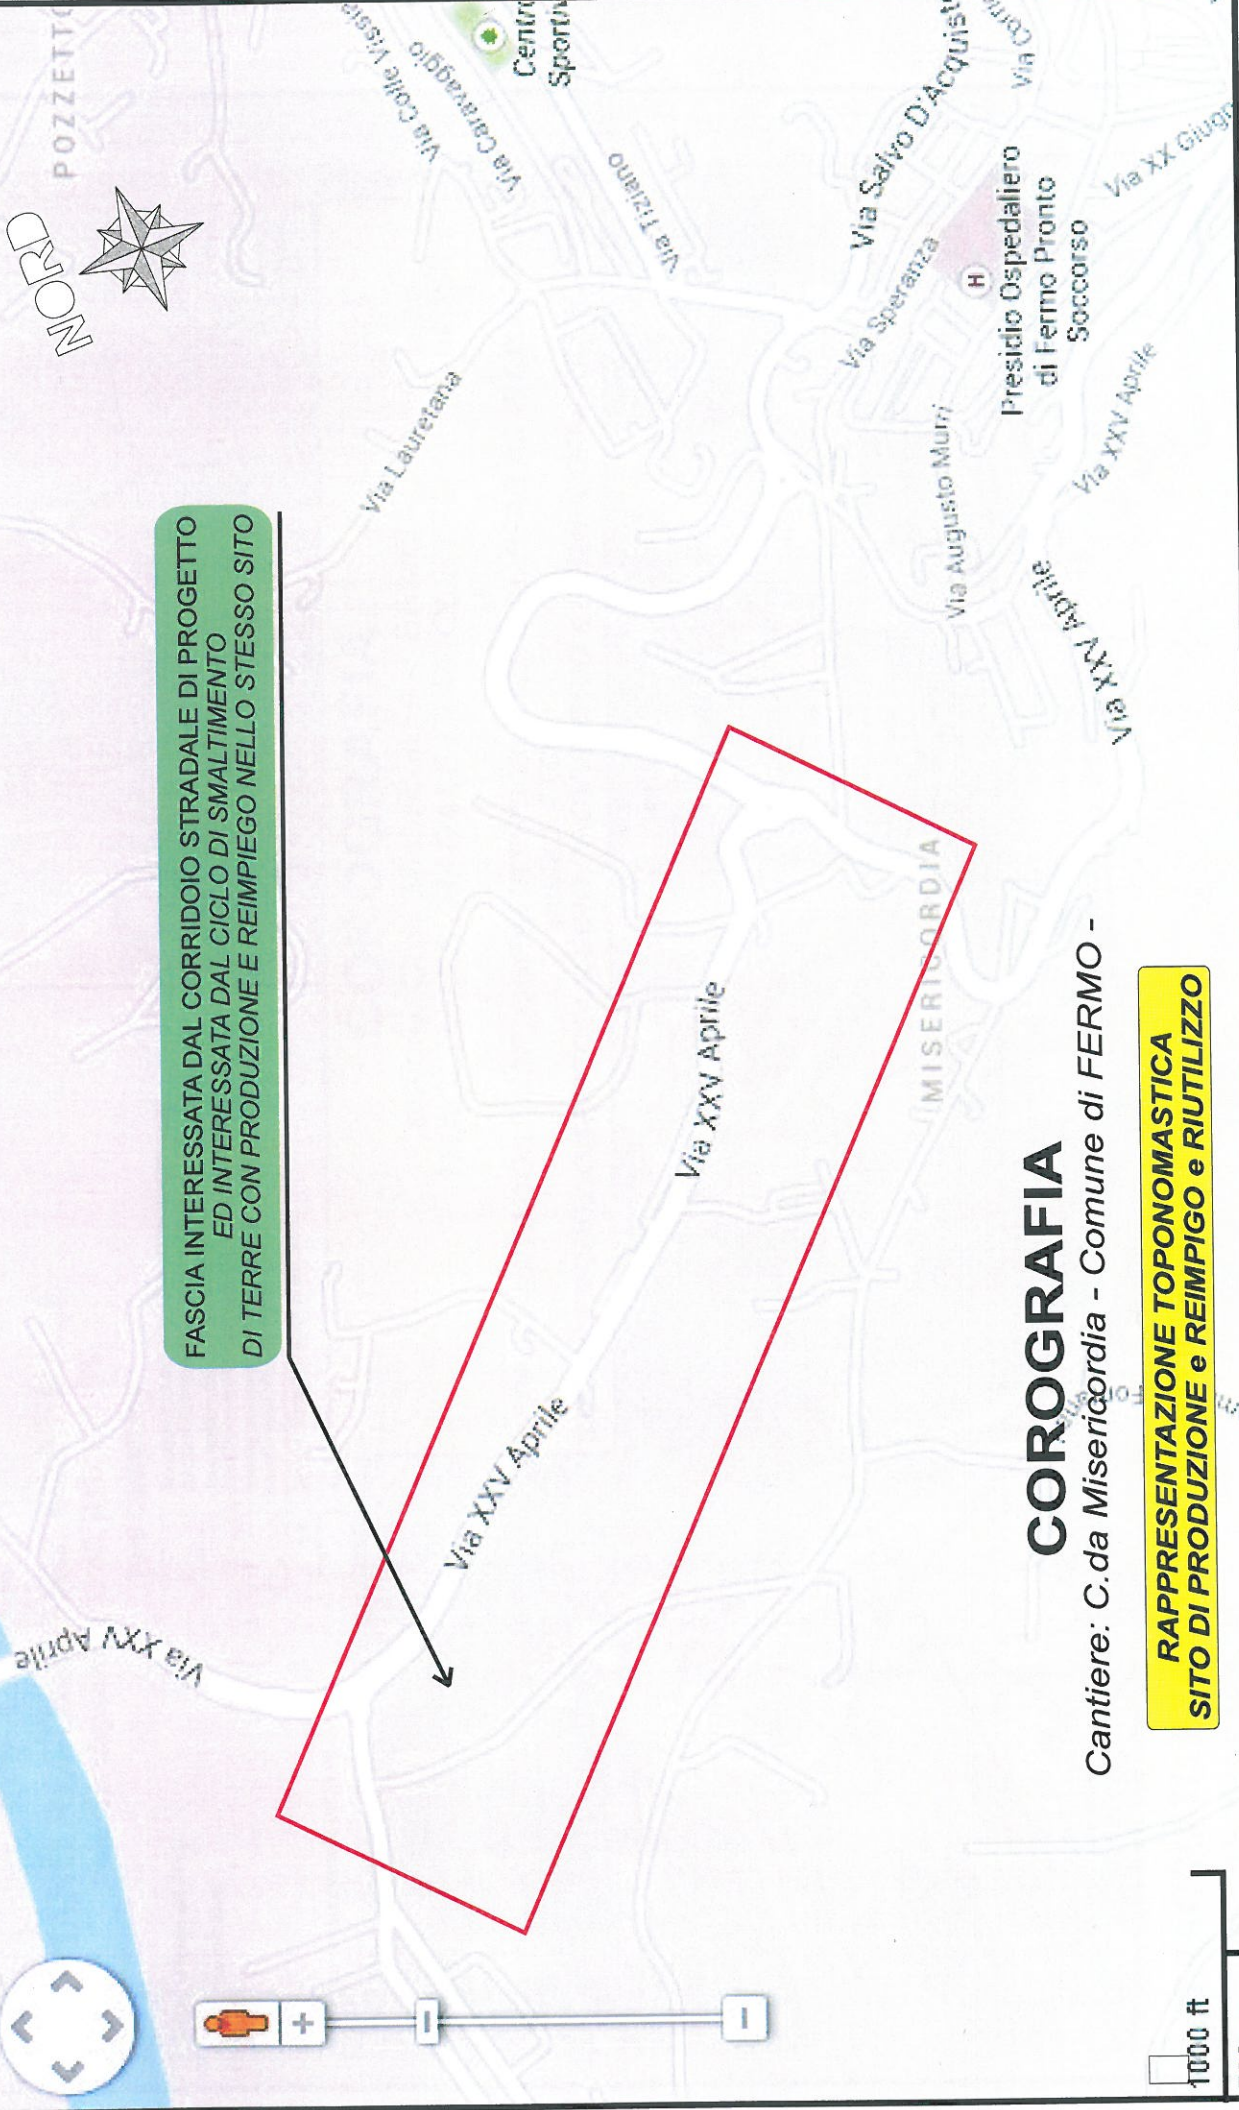 POZZETTO
NORD
Via Colle Vissia
Via Caravaggio
Centro
Sportiv
Via Tiziano
Via Salvo D'Acquist
Via Speranza
H
Presidio Ospedaliero
di Fermo Pronto
Soccorso
Via XX Giugn
Via XXV Aprile
Via Augusto Murri
Via XXV Aprile
Via Lauretana
FASCIA INTERESSATA DAL CORRIDOIO STRADALE DI PROGETTO
ED INTERESSATA DAL CICLO DI SMALTIMENTO
DI TERRE CON PRODUZIONE E REIMPIEGO NELLO STESSO SITO
Via XXV Aprile
Via XXV Aprile
Via XXV Aprile
MISERICORDIA
COROGRAFIA
Cantiere: C.da Misericordia - Comune di FERMO -
RAPPRESENTAZIONE TOPONOMASTICA
SITO DI PRODUZIONE e REIMPIGO e RIUTILIZZO
1000 ft